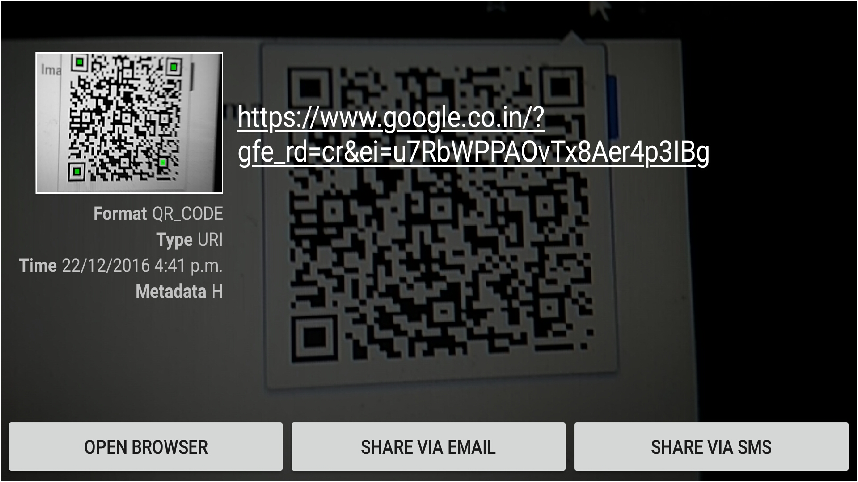 Ima
https://www.google.co.in/?
gfe_rd=cr&ei=u7RbWPPAOvTx8Aer4p3IBg
Format QR_CODE
Type URI
Time 22/12/2016 4:41 p.m.
Metadata H
OPEN BROWSER
SHARE VIA EMAIL
SHARE VIA SMS